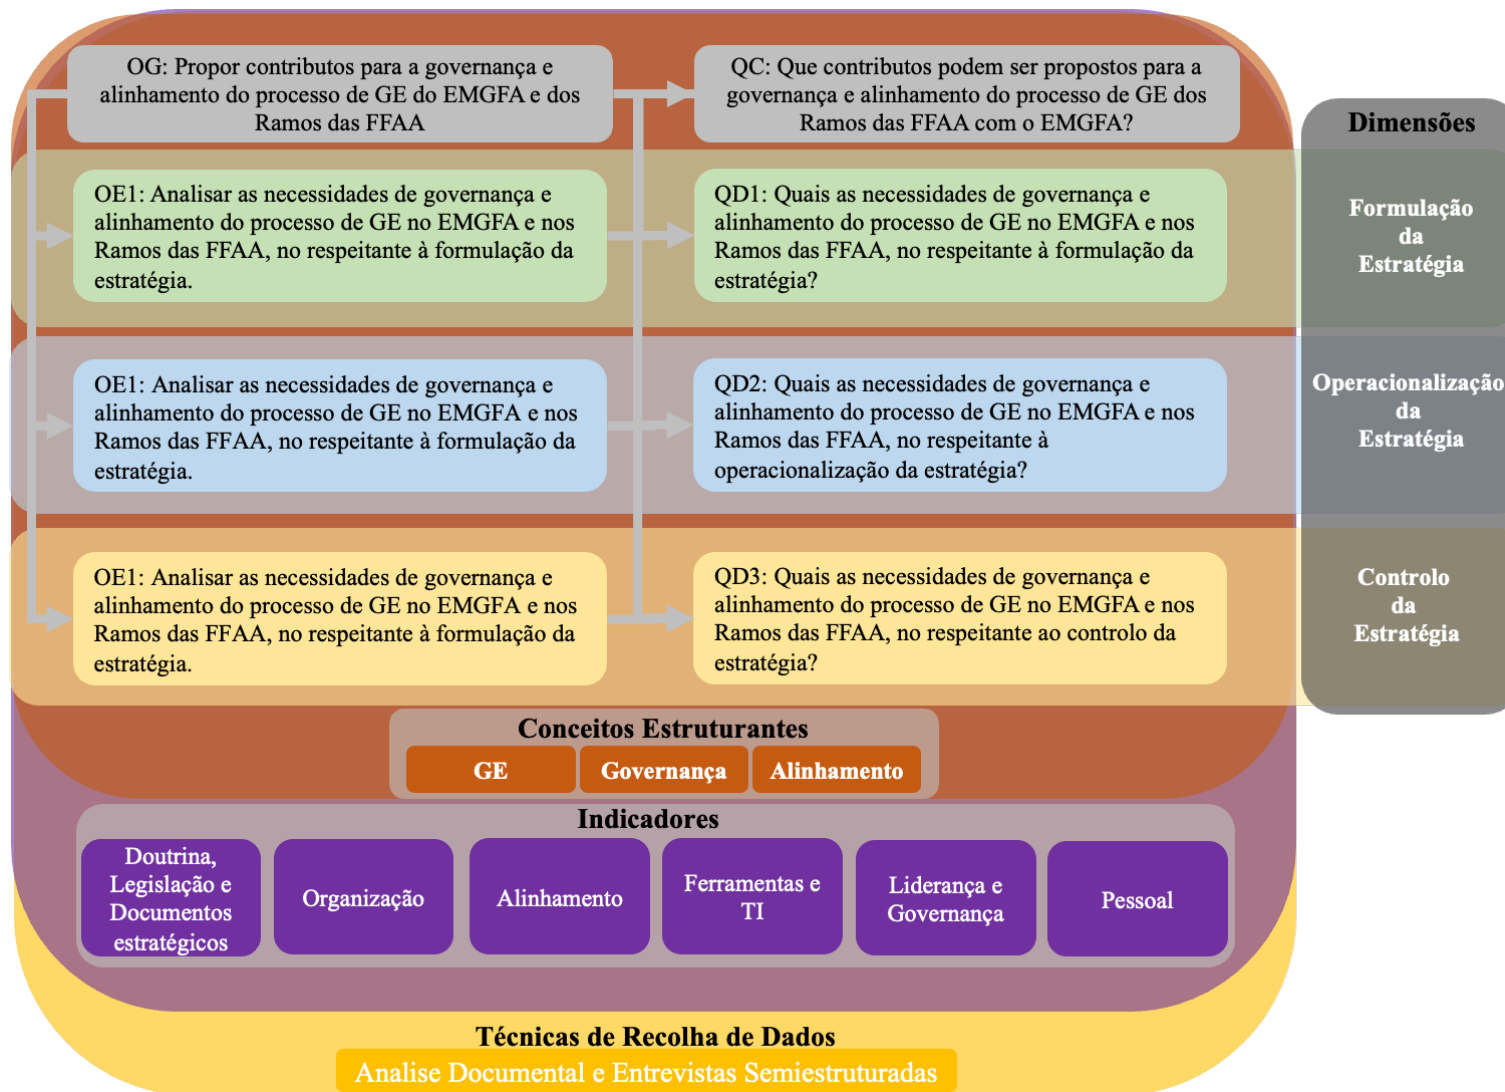 OG: Propor contributos para a governança e
alinhamento do processo de GE do EMGFA e dos
Ramos das FFAA
QC: Que contributos podem ser propostos para a
governança e alinhamento do processo de GE dos
Ramos das FFAA com o EMGFA?
Dimensões
OE1: Analisar as necessidades de governança e
alinhamento do processo de GE no EMGFA e nos
Ramos das FFAA, no respeitante à formulação da
estratégia.
QD1: Quais as necessidades de governança e
alinhamento do processo de GE no EMGFA e nos
Ramos das FFAA, no respeitante à formulação da
estratégia?
Formulação
da
Estratégia
OE1: Analisar as necessidades de governança e
alinhamento do processo de GE no EMGFA e nos
Ramos das FFAA, no respeitante à formulação da
estratégia.
QD2: Quais as necessidades de governança e
alinhamento do processo de GE no EMGFA e nos
Ramos das FFAA, no respeitante à
operacionalização da estratégia?
Operacionalização
da
Estratégia
OE1: Analisar as necessidades de governança e
alinhamento do processo de GE no EMGFA e nos
Ramos das FFAA, no respeitante à formulação da
estratégia.
QD3: Quais as necessidades de governança e
alinhamento do processo de GE no EMGFA e nos
Ramos das FFAA, no respeitante ao controlo da
estratégia?
Controlo
da
Estratégia
Conceitos Estruturantes
GE
Governança
Alinhamento
Indicadores
Doutrina,
Legislação e
Documentos
estratégicos
Organização
Alinhamento
Ferramentas e
TI
Liderança e
Governança
Pessoal
Técnicas de Recolha de Dados
Analise Documental e Entrevistas Semiestruturadas